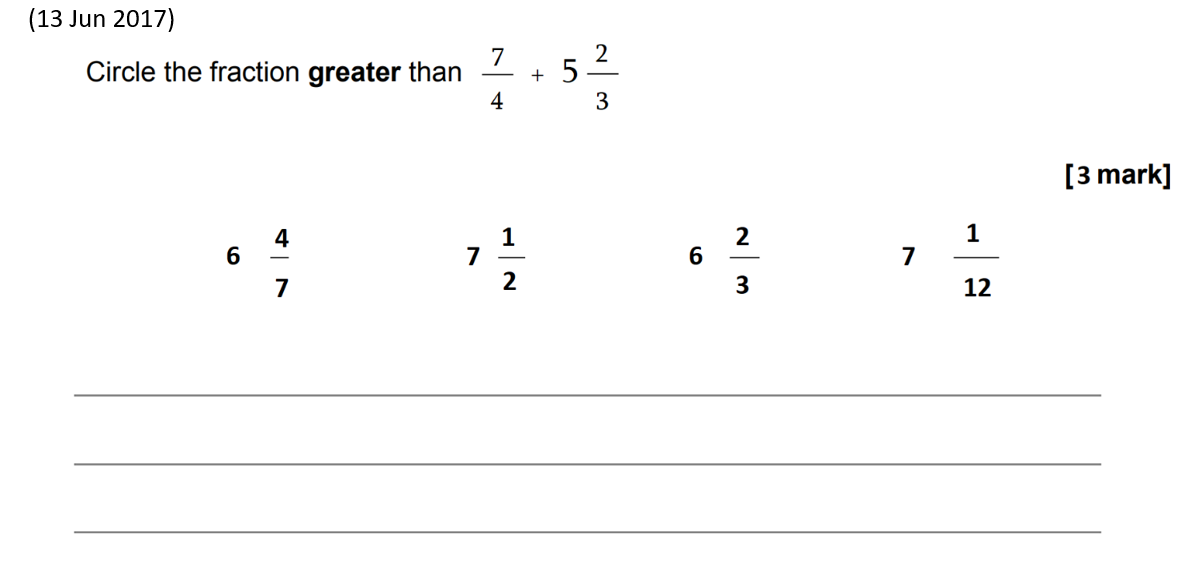 (13 Jun 2017)
Circle the fraction greater than 7/4 + 5 2/3
[3 mark]
6 4/7 7 1/2 6 2/3 7 1/12